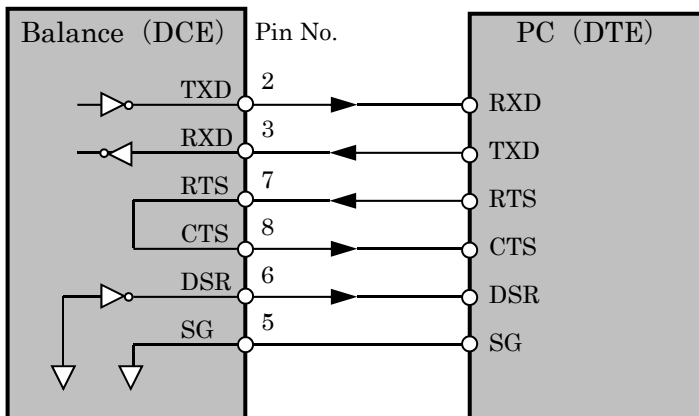 Balance (DCE) Pin No. PC (DTE)
TXD 2 RXD
RXD 3 TXD
RTS 7 RTS
CTS 8 CTS
DSR 6 DSR
SG 5 SG